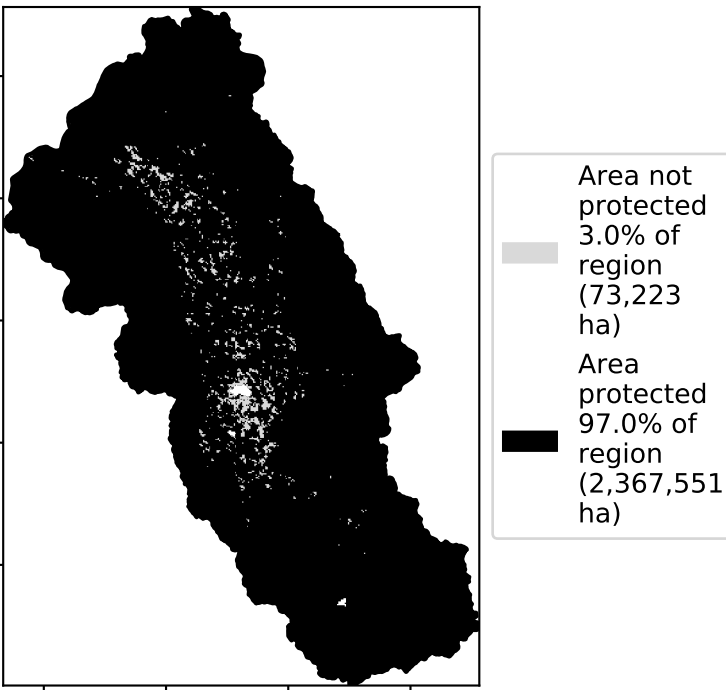 Area not
protected
3.0% of
region
(73,223
ha)
Area
protected
97.0% of
region
(2,367,551
ha)